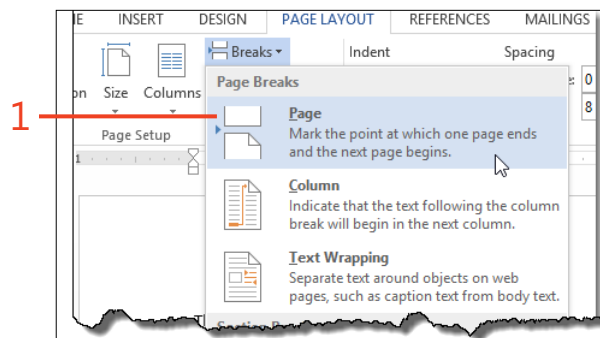 INSERT DESIGN PAGE LAYOUT REFERENCES MAILINGS
Breaks Indent Spacing
Size Columns
0
8
Page Setup
1
1
Page Breaks
Page
Mark the point at which one page ends
and the next page begins.
Column
Indicate that the text following the column
break will begin in the next column.
Text Wrapping
Separate text around objects on web
pages, such as caption text from body text.